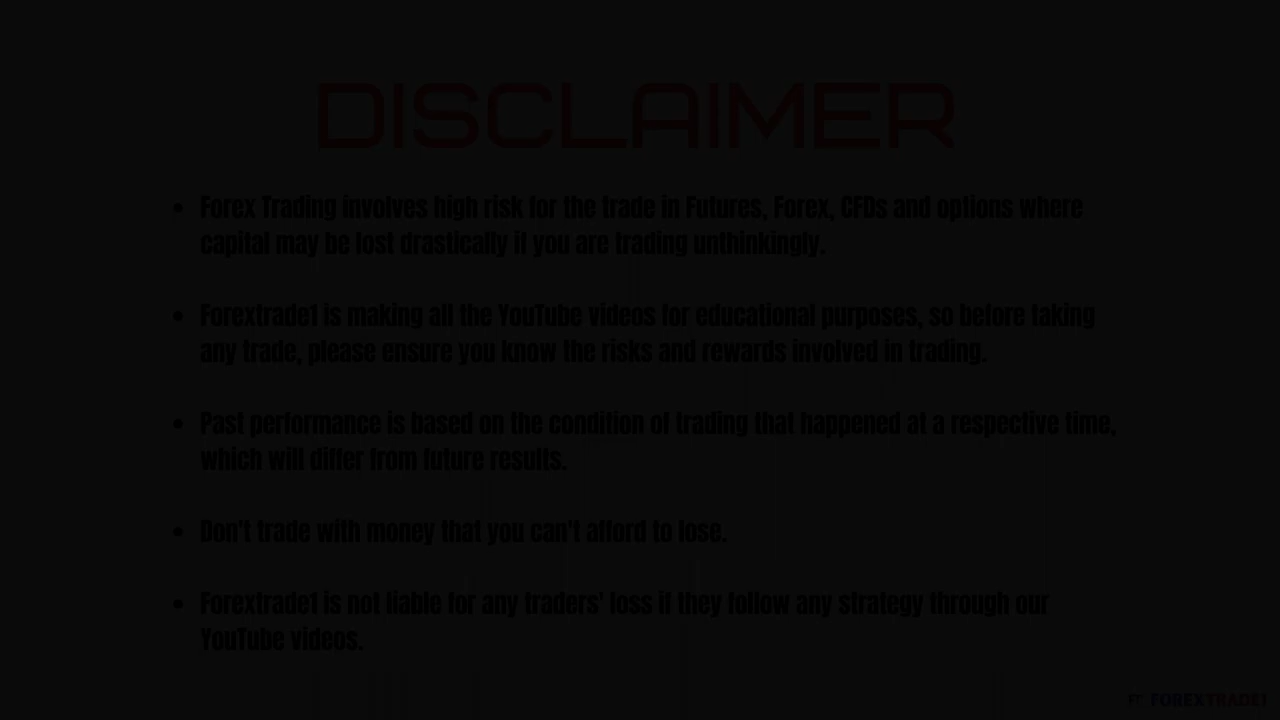 DISCLAIMER
Forex Trading involves high risk for the trade in Futures, Forex, CFDs and options where
capital may be lost drastically if you are trading unthinkingly.
Forextrade1 is making all the YouTube videos for educational purposes, so before taking
any trade, please ensure you know the risks and rewards involved in trading.
Past performance is based on the condition of trading that happened at a respective time,
which will differ from future results.
Don't trade with money that you can't afford to lose.
Forextrade1 is not liable for any traders' loss if they follow any strategy through our
YouTube videos.
FOREXTRADE1